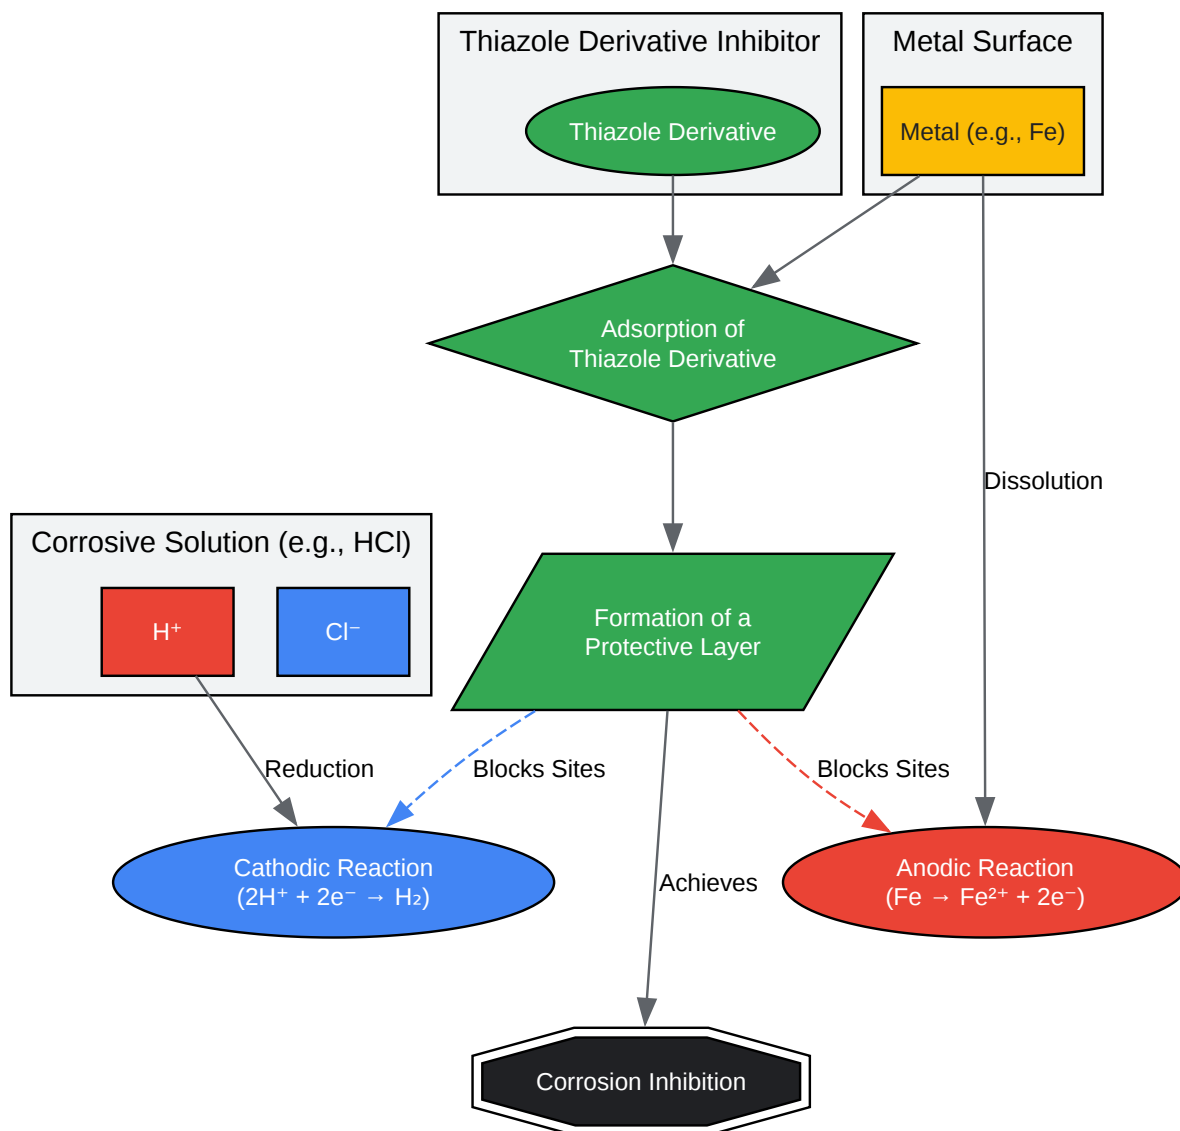 Thiazole Derivative Inhibitor
Metal Surface
Thiazole Derivative
Metal (e.g., Fe)
Adsorption of
Thiazole Derivative
Dissolution
Corrosive Solution (e.g., HCl)
H⁺
Cl⁻
Formation of a
Protective Layer
Reduction
Blocks Sites
Blocks Sites
Cathodic Reaction
(2H⁺ + 2e⁻ → H₂)
Achieves
Anodic Reaction
(Fe → Fe²⁺ + 2e⁻)
Corrosion Inhibition